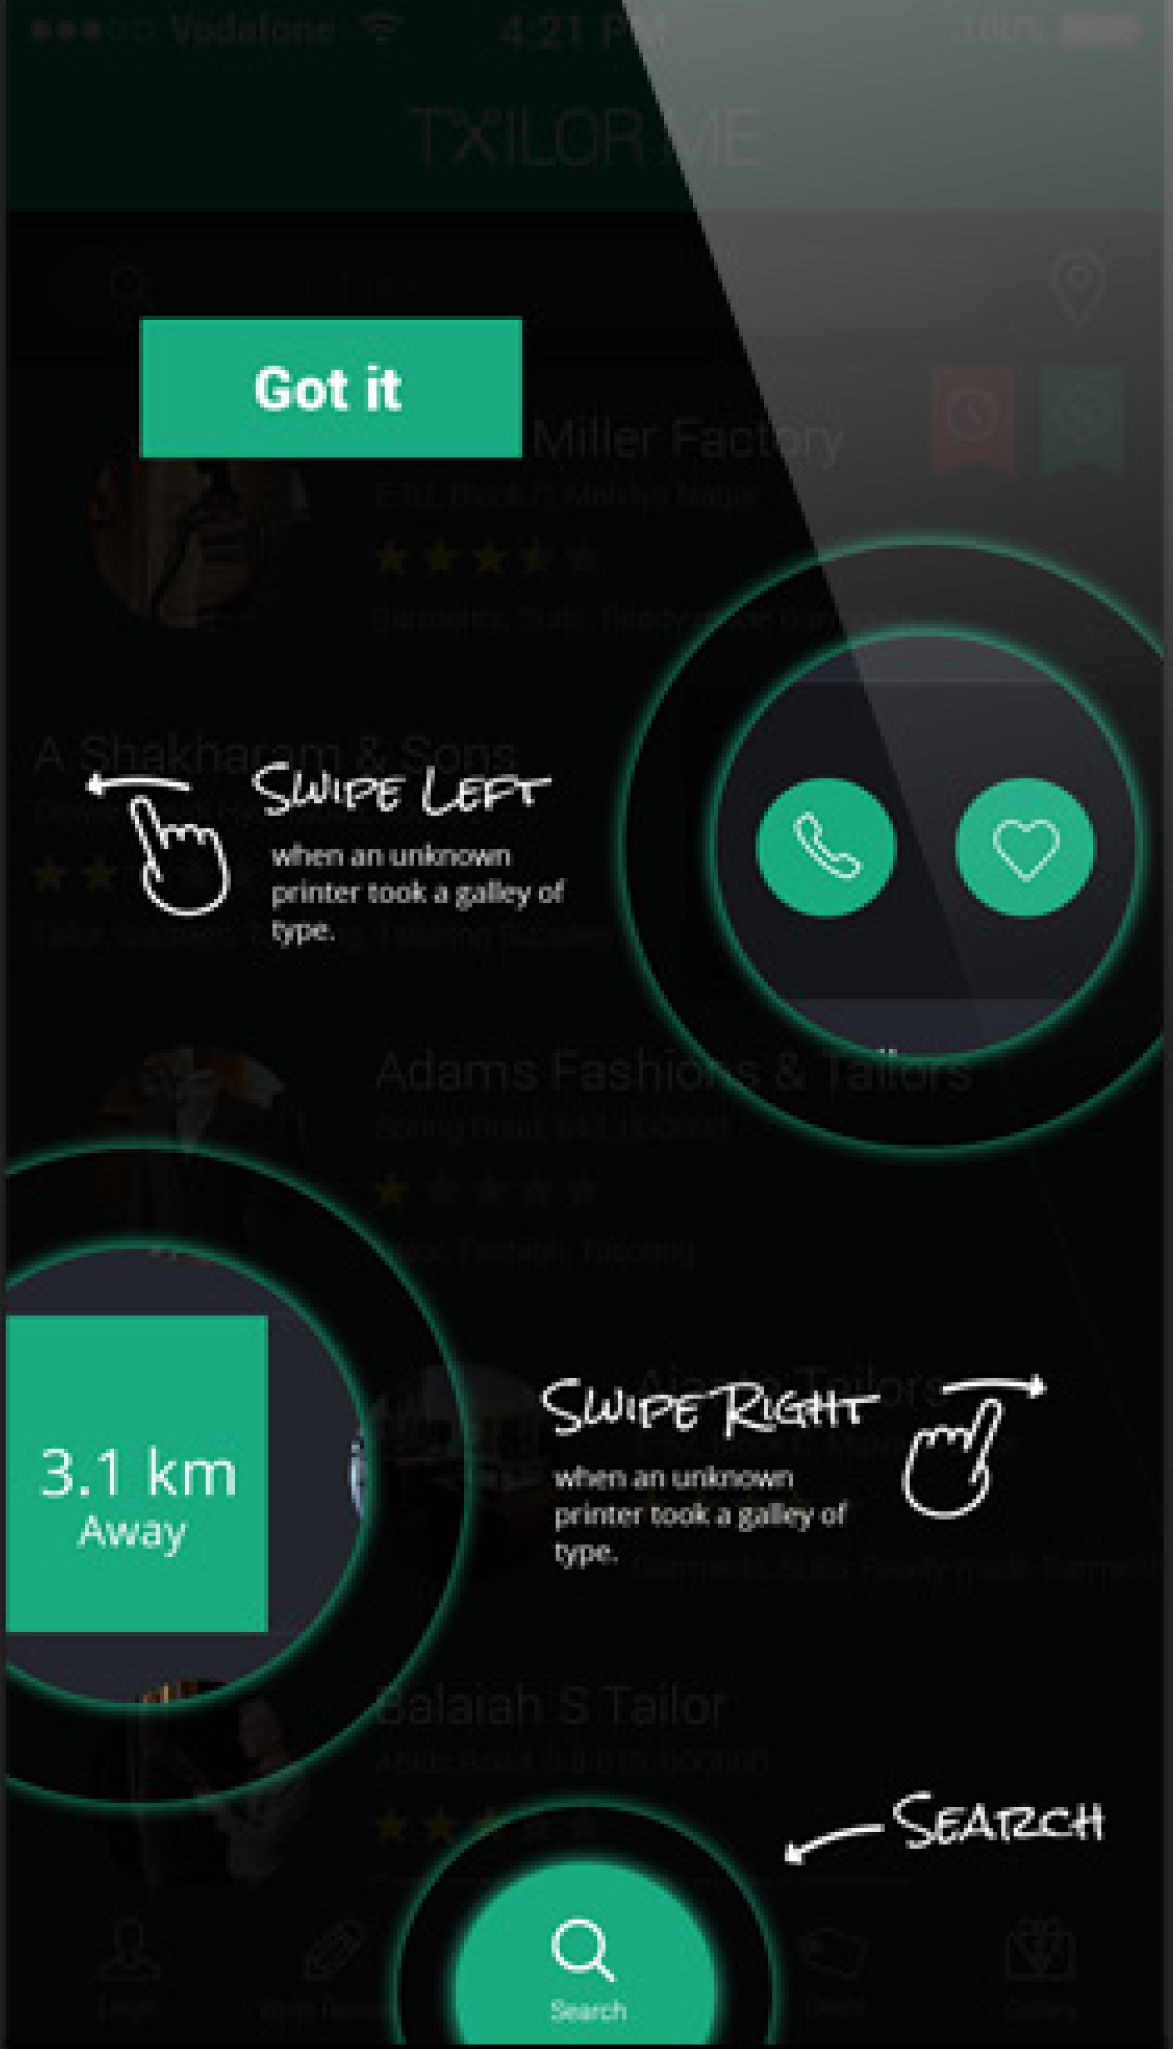 Vodafone 4:21 PM 100%
TXILOR ME
Got it
Miller Factory
A Shakharam & Sons
SWIPE LEFT
when an unknown
printer took a galley of
type.
Adams Fashions & Tailors
3.1 km
Away
Tailors
SWIPE RIGHT
when an unknown
printer took a galley of
type.
Balaiah S Tailor
SEARCH
Search